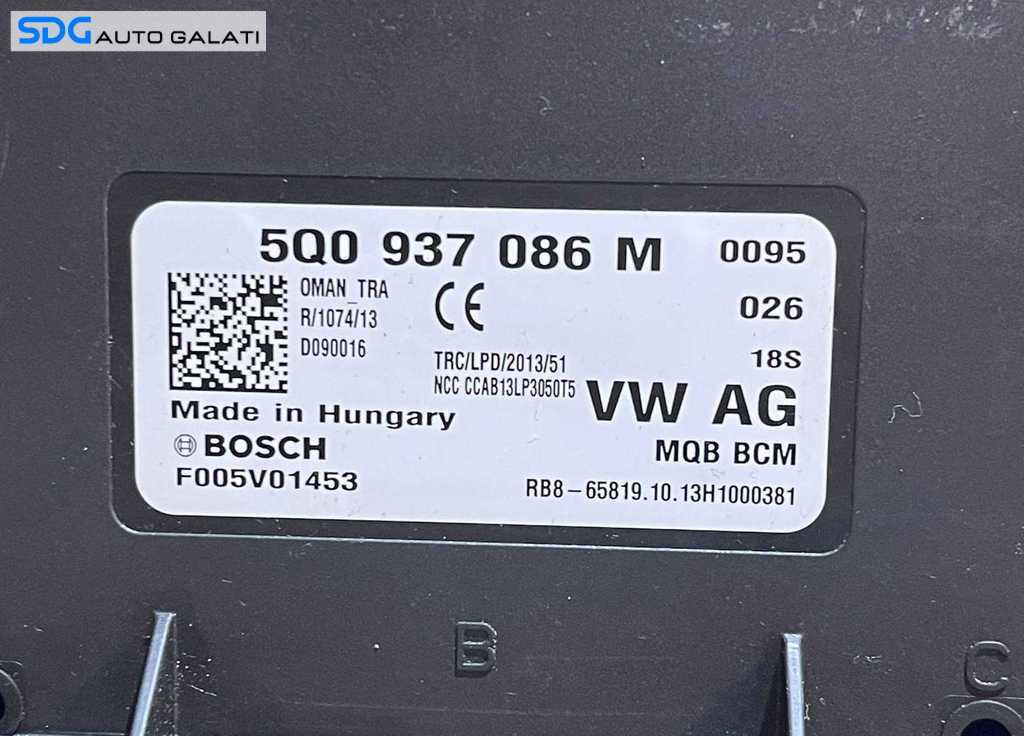 SDG AUTO GALATI
5Q0 937 086 M 0095
OMAN_TRA
026
R/1074/13
D090016
CE
18S
TRC/LPD/2013/51
NCC CCAB13LP3050T5
VW AG
Made in Hungary
BOSCH
MQB BCM
F005V01453
RB8-65819.10.13H1000381
B
C